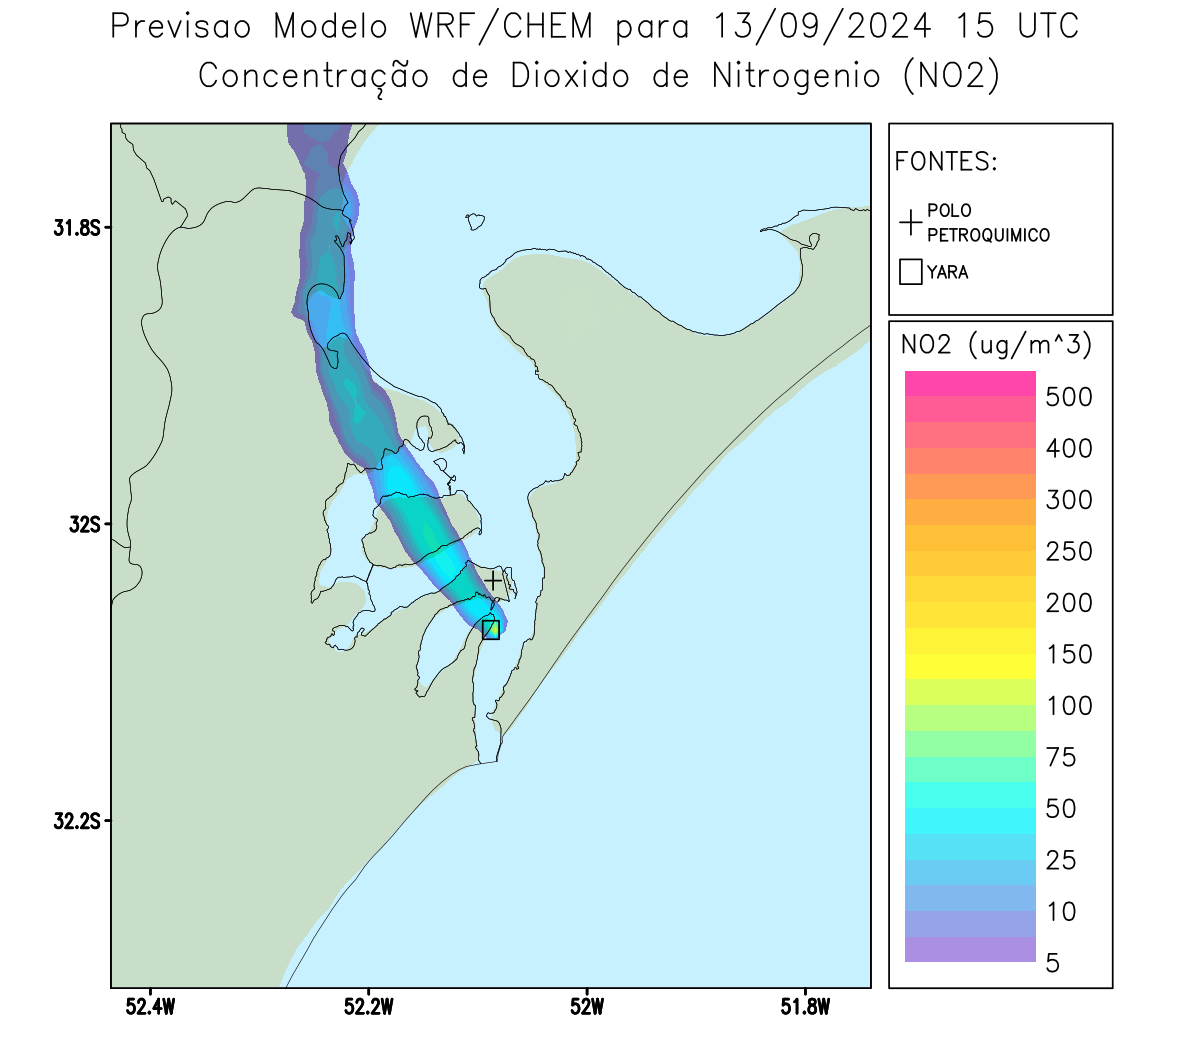 Previsao Modelo WRF/CHEM para 13/09/2024 15 UTC
Concentração de Dioxido de Nitrogenio (NO2)
FONTES:
POLO
PETROQUIMICO
YARA
NO2 (ug/m^3)
500
400
300
250
200
150
100
75
50
25
10
5
31.8S
32S
32.2S
52.4W
52.2W
52W
51.8W